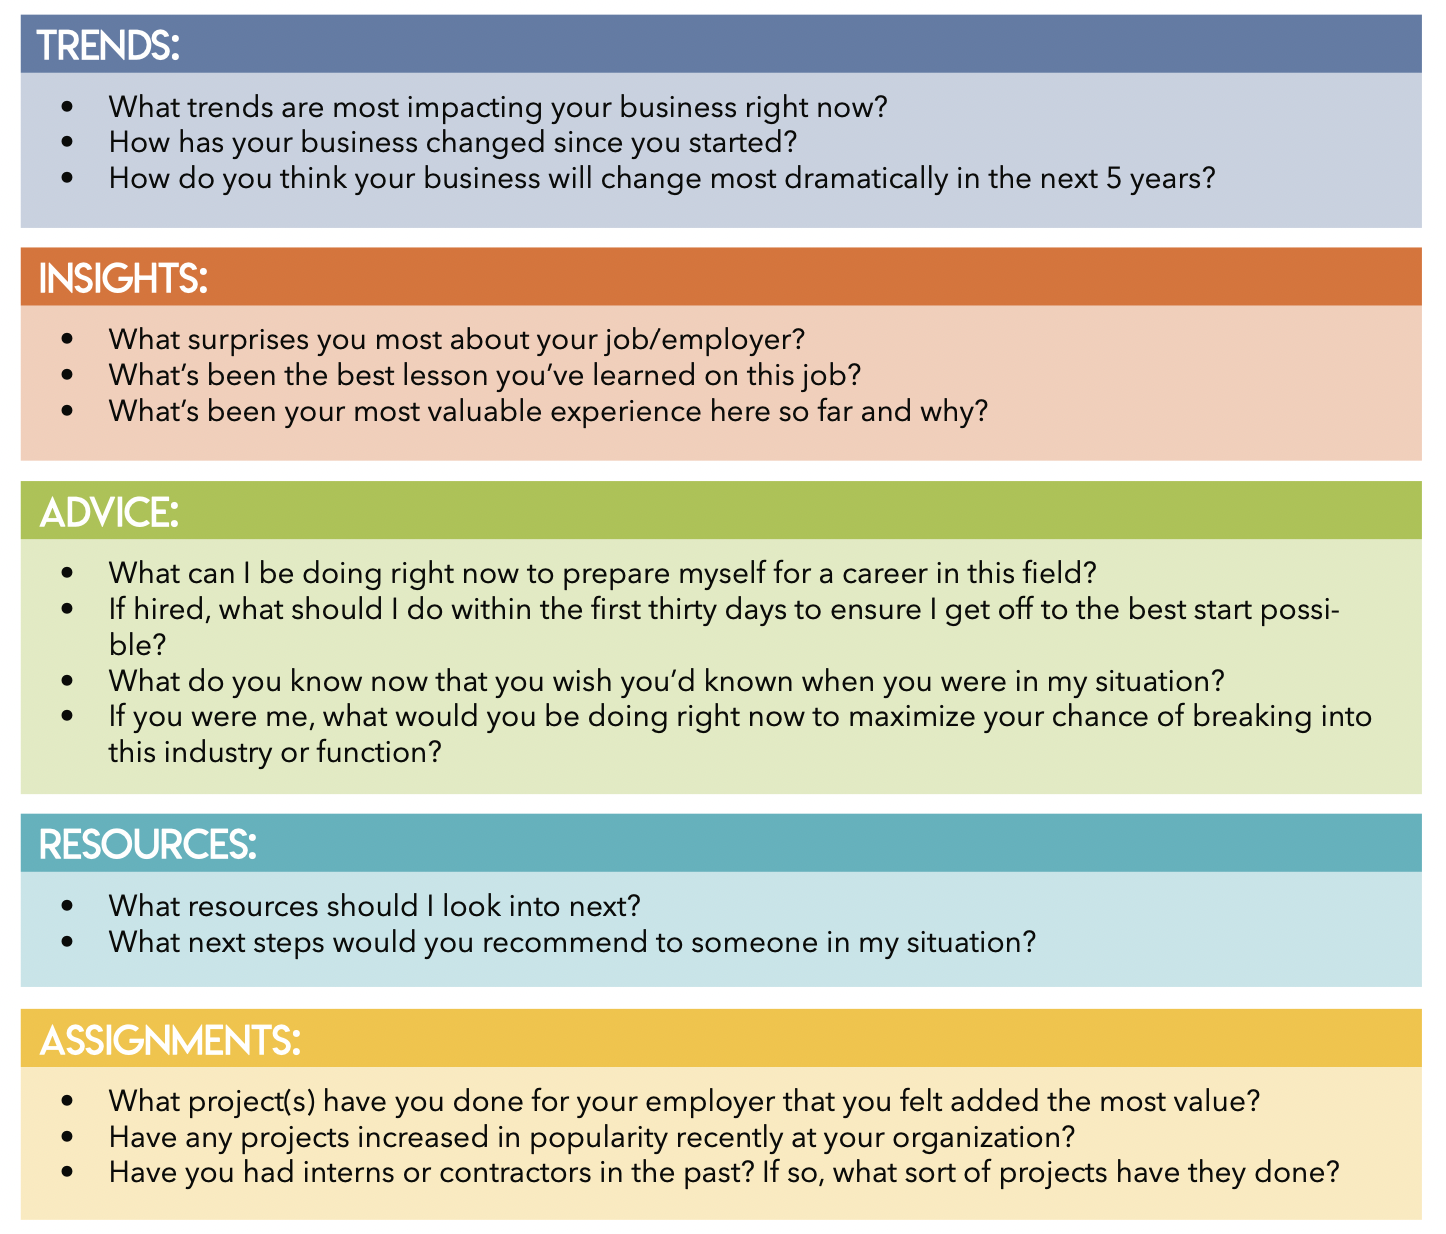 TRENDS:
• What trends are most impacting your business right now?
• How has your business changed since you started?
• How do you think your business will change most dramatically in the next 5 years?
INSIGHTS:
• What surprises you most about your job/employer?
• What’s been the best lesson you’ve learned on this job?
• What’s been your most valuable experience here so far and why?
ADVICE:
• What can I be doing right now to prepare myself for a career in this field?
• If hired, what should I do within the first thirty days to ensure I get off to the best start possi-
ble?
• What do you know now that you wish you’d known when you were in my situation?
• If you were me, what would you be doing right now to maximize your chance of breaking into
this industry or function?
RESOURCES:
• What resources should I look into next?
• What next steps would you recommend to someone in my situation?
ASSIGNMENTS:
• What project(s) have you done for your employer that you felt added the most value?
• Have any projects increased in popularity recently at your organization?
• Have you had interns or contractors in the past? If so, what sort of projects have they done?